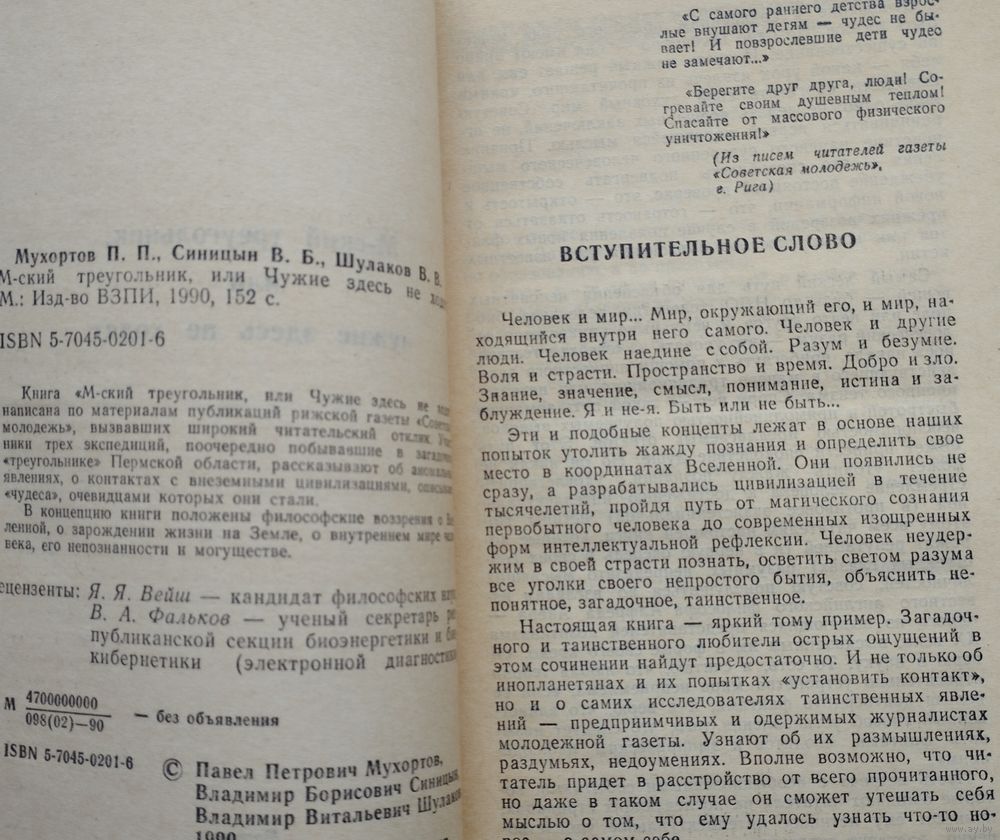 Мухортов П. П., Синицын В. Б., Шулаков В. В.
М-ский треугольник, или Чужие здесь не
М.: Изд-во ВЗПИ, 1990, 152 с.
ISBN 5-7045-0201-6
Книга «М-ский треугольник, или Чужие здесь не
написана по материалам публикаций рижской газеты
молодежь», вызвавших широкий читательский отклик.
ники трех экспедиций, поочередно побывавшие в
«треугольнике» Пермской области, рассказывают об
явлениях, о контактах с внеземными цивилизациями,
«чудеса», очевидцами которых они стали.
В концепцию книги положены философские воззрения о
ленной, о зарождении жизни на Земле, о внутреннем мире
века, его непознанности и могуществе.
Я. Я. Вейш — кандидат философских
В. А. Фальков — ученый секретарь
публиканской секции биоэнергетики и
кибернетики (электронной
М 4700000000
098(02)—90 — без объявления
ISBN 5-7045-0201-6
© Павел Петрович Мухортов,
Владимир Борисович Синицын,
Владимир Витальевич
1990
«С самого раннего детства взрос-
лые внушают детям — чудес не бы-
вает! И повзрослевшие дети чудес
не замечают...»
«Берегите друг друга, люди! Со-
гревайте своим душевным теплом!
Спасайте от массового физического
уничтожения!»
(Из писем читателей газеты
«Советская молодежь»,
г. Рига)
ВСТУПИТЕЛЬНОЕ СЛОВО
Человек и мир... Мир, окружающий его, и мир, на-
ходящийся внутри него самого. Человек и другие
люди. Человек наедине с собой. Разум и безумие.
Воля и страсти. Пространство и время. Добро и зло.
Знание, значение, смысл, понимание, истина и за-
блуждение. Я и не-я. Быть или не быть...
Эти и подобные концепты лежат в основе наших
попыток утолить жажду познания и определить свое
место в координатах Вселенной. Они появились не
сразу, а разрабатывались цивилизацией в течение
тысячелетий, пройдя путь от магического сознания
первобытного человека до современных изощренных
форм интеллектуальной рефлексии. Человек неудер-
жим в своей страсти познать, осветить светом разума
все уголки своего непростого бытия, объяснить не-
понятное, загадочное, таинственное.
Настоящая книга — яркий тому пример. Загадоч-
ного и таинственного любители острых ощущений в
этом сочинении найдут предостаточно. И не только об
инопланетянах и их попытках «установить контакт»,
но и о самих исследователях таинственных явле-
ний — предприимчивых и одержимых журналистах
молодежной газеты. Узнают об их размышлениях,
раздумьях, недоумениях. Вполне возможно, что чи-
татель придет в расстройство от всего прочитанного,
но даже в таком случае он сможет утешать себя
мыслью о том, что ему удалось узнать что-то но-
www.ay.by